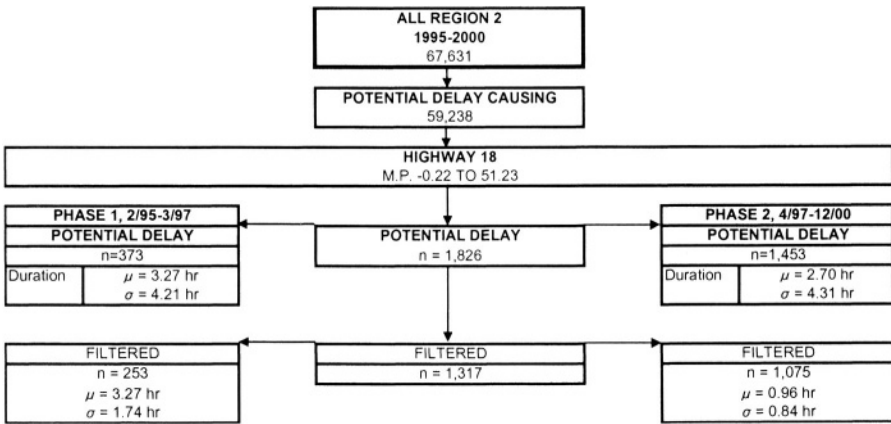 ALL REGION 2
1995-2000
67,631
POTENTIAL DELAY CAUSING
59,238
HIGHWAY 18
M.P. -0.22 TO 51.23
PHASE 1, 2/95-3/97
POTENTIAL DELAY
n=373
Duration μ = 3.27 hr
σ = 4.21 hr
POTENTIAL DELAY
n = 1,826
PHASE 2, 4/97-12/00
POTENTIAL DELAY
n=1,453
Duration μ = 2.70 hr
σ = 4.31 hr
FILTERED
n = 253
μ = 3.27 hr
σ = 1.74 hr
FILTERED
n = 1,317
FILTERED
n = 1,075
μ = 0.96 hr
σ = 0.84 hr